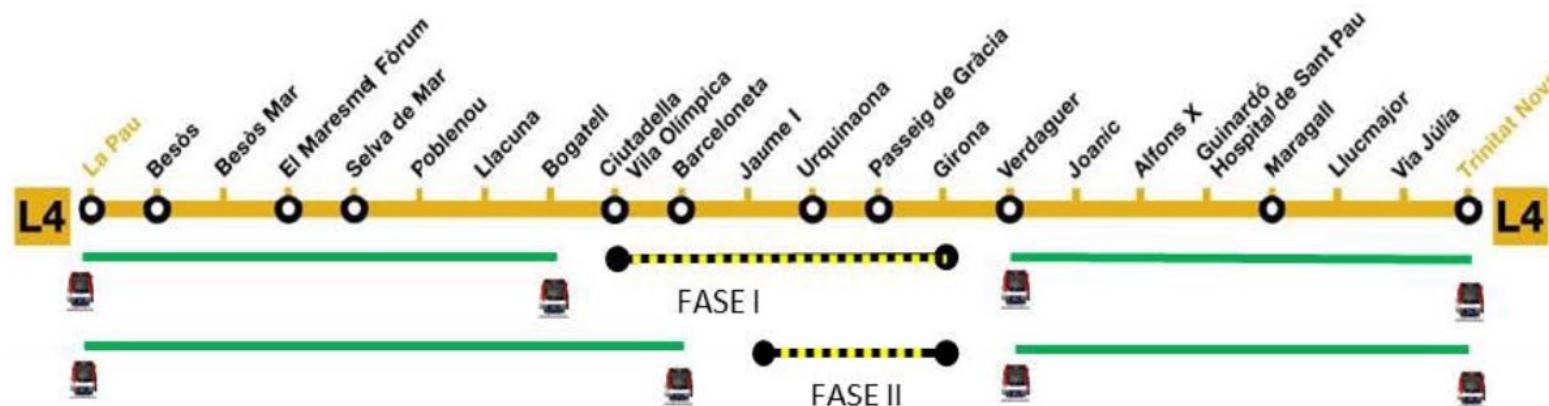 La Pau
Besòs
Besòs Mar
El Maresme| Fòrum
Selva de Mar
Poblenou
Llacuna
Bogatell
Ciutadella
Vila Olímpica
Barceloneta
Jaume I
Urquinaona
Passeig de Gràcia
Girona
Verdaguer
Joanic
Alfons X
Guinardó
Hospital de Sant Pau
Maragall
Llucmajor
Via Júlia
Trinitat Nova
L4
L4
FASE I
FASE II